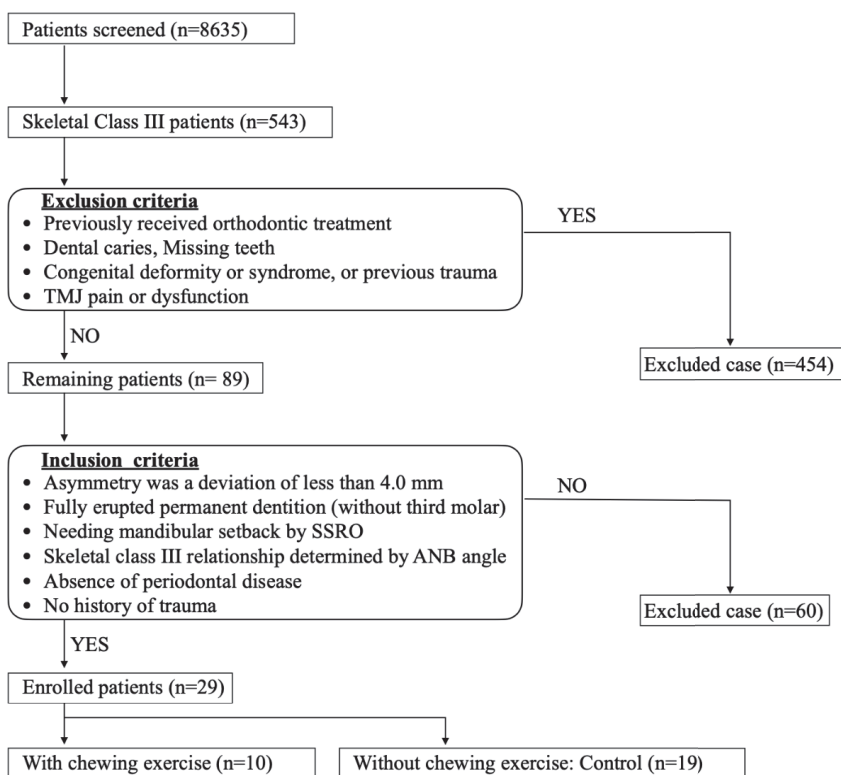 Patients screened (n=8635)
Skeletal Class III patients (n=543)
Exclusion criteria
• Previously received orthodontic treatment
• Dental caries, Missing teeth
• Congenital deformity or syndrome, or previous trauma
• TMJ pain or dysfunction
YES
NO
Excluded case (n=454)
Remaining patients (n= 89)
Inclusion criteria
• Asymmetry was a deviation of less than 4.0 mm
• Fully erupted permanent dentition (without third molar)
• Needing mandibular setback by SSRO
• Skeletal class III relationship determined by ANB angle
• Absence of periodontal disease
• No history of trauma
NO
Excluded case (n=60)
YES
Enrolled patients (n=29)
With chewing exercise (n=10)
Without chewing exercise: Control (n=19)